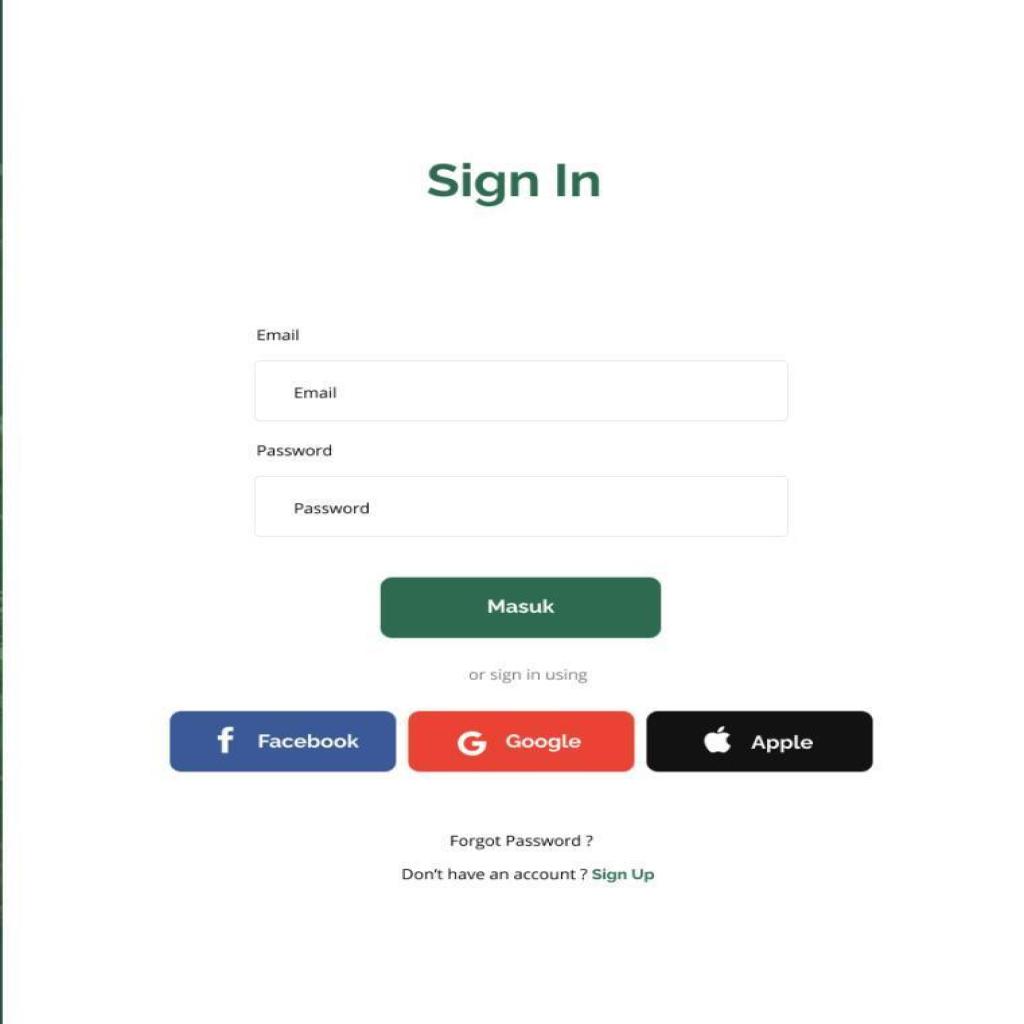 Sign In
Email
Email
Password
Password
Masuk
or sign in using
Facebook Google Apple
Forgot Password ?
Don't have an account ? Sign Up